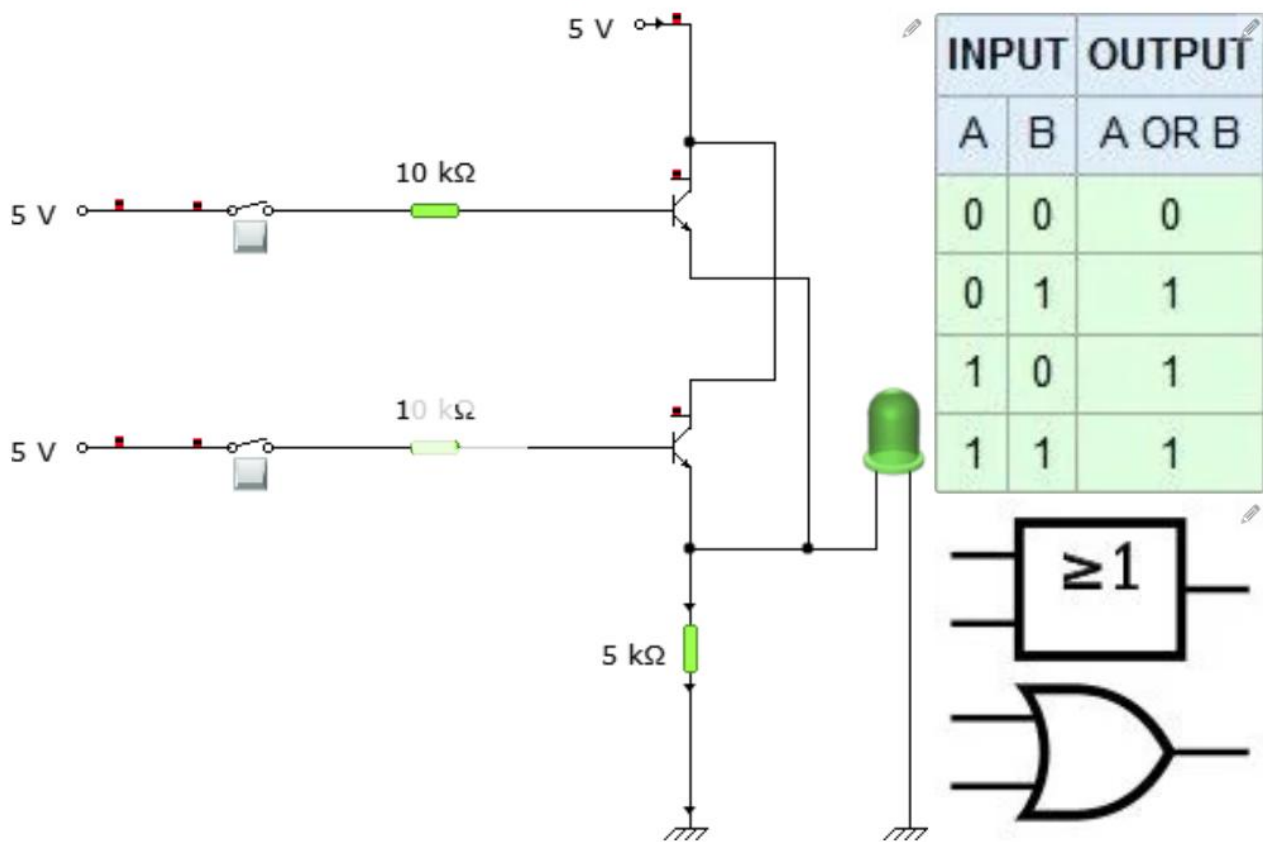 5 V
10 kΩ
5 V
10 kΩ
5 V
5 kΩ
INPUT OUTPUT
A B A OR B
0 0 0
0 1 1
1 0 1
1 1 1
≥1